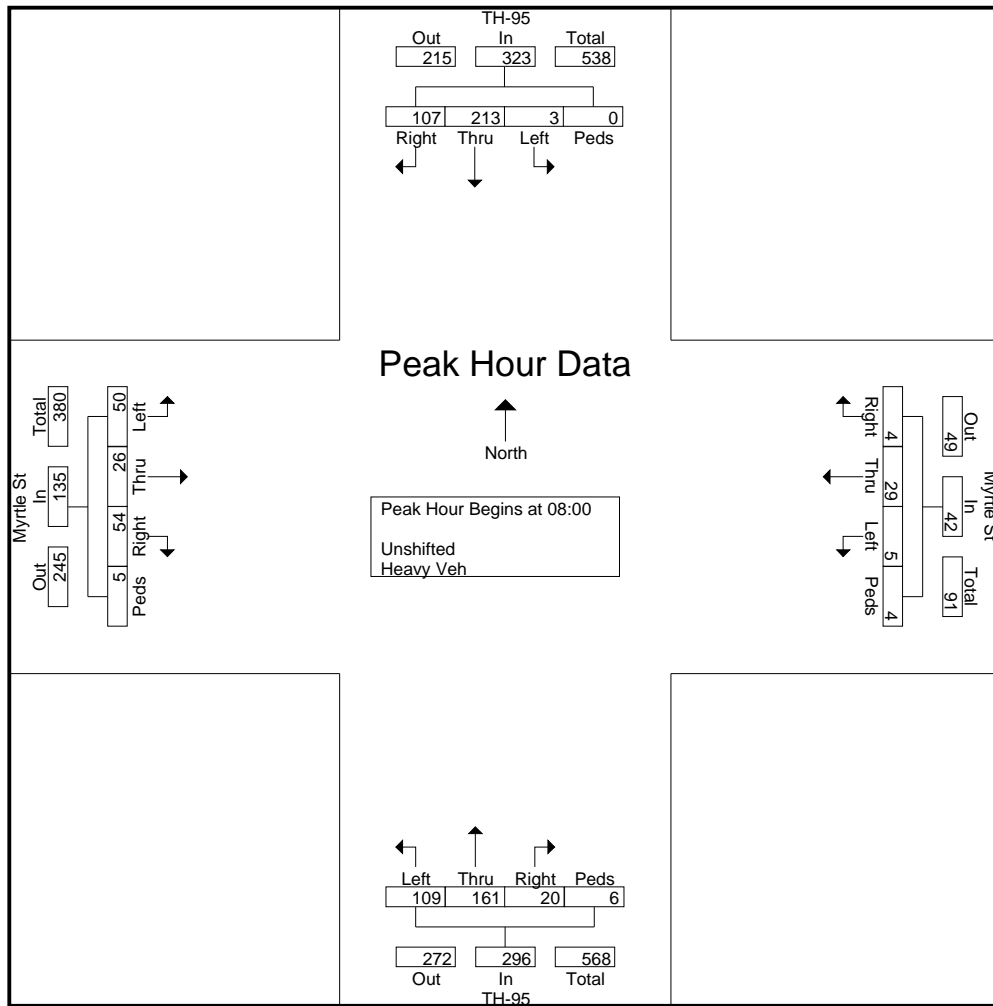 TH-95
Out In Total
215 323 538
107 213 3 0
Right Thru Left Peds
Peak Hour Data
North
Peak Hour Begins at 08:00
Unshifted
Heavy Veh
Myrtle St
Out In Total
245 135 380
Left Thru Right Peds
50 26 54 5
Myrtle St
Out In Total
49 42 91
Right Thru Left Peds
4 29 5 4
Left Thru Right Peds
109 161 20 6
272 296 568
Out In Total
TH-95